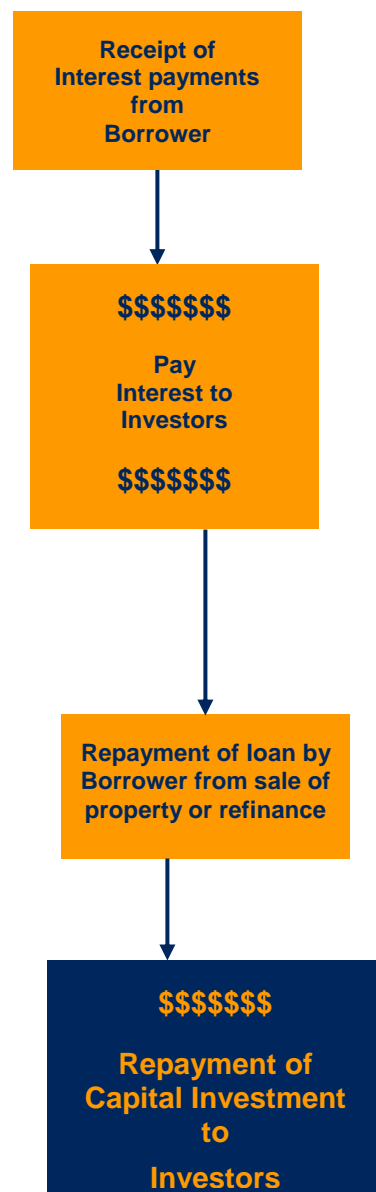 Receipt of
Interest payments
from
Borrower
$$$$$$$
Pay
Interest to
Investors
$$$$$$$
Repayment of loan by
Borrower from sale of
property or refinance
$$$$$$$
Repayment of
Capital Investment
to
Investors